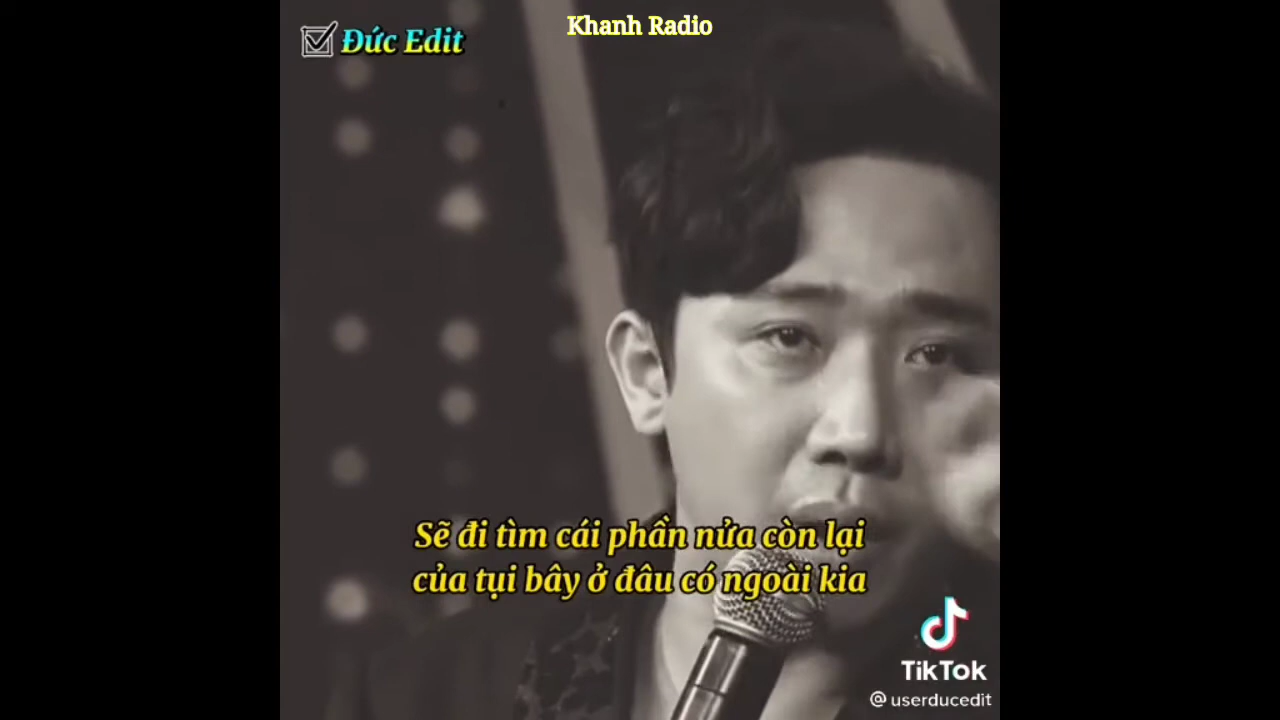 Khanh Radio
Đức Edit
Sẽ đi tìm cái phần nửa còn lại
của tụi bây ở đâu có ngoài kia
TikTok
@userducedit